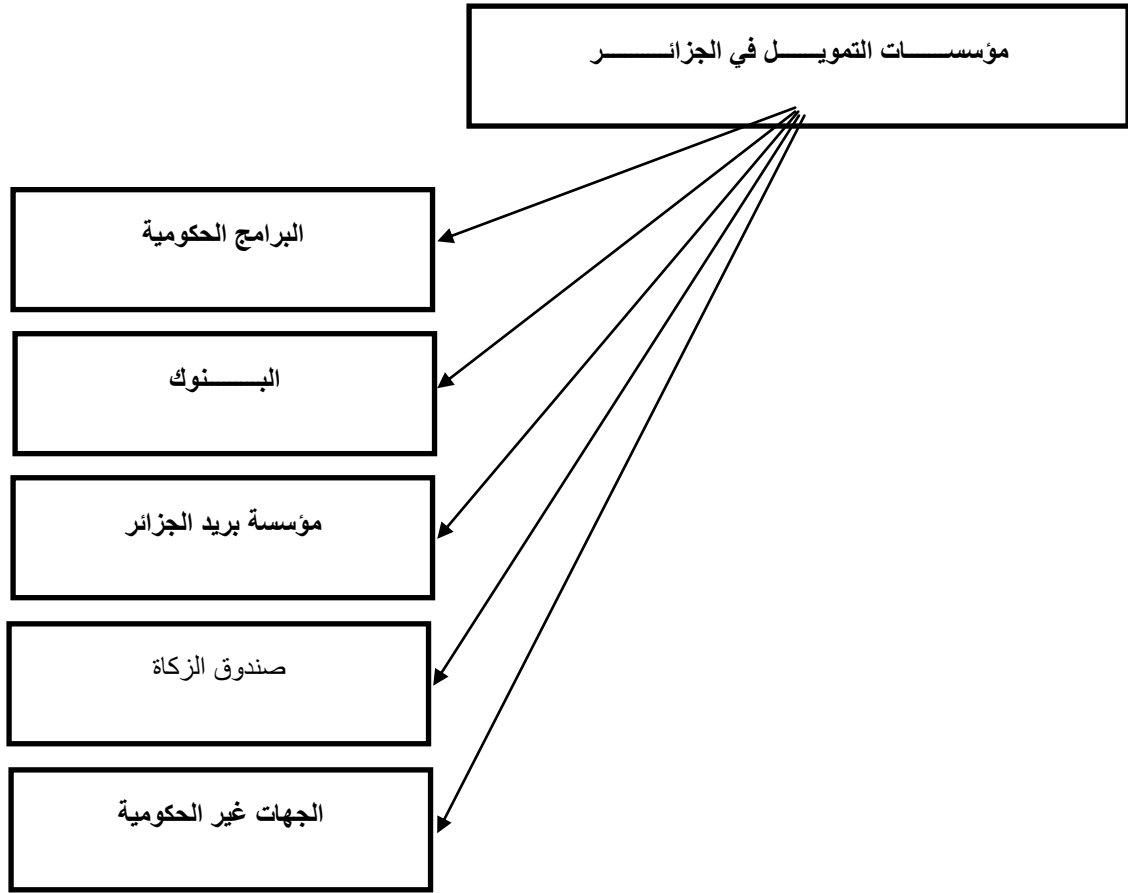 مؤسســـــات التمويـــــل في الجزائـــــــر
البرامج الحكومية
البـــــــنوك
مؤسسة بريد الجزائر
صندوق الزكاة
الجهات غير الحكومية